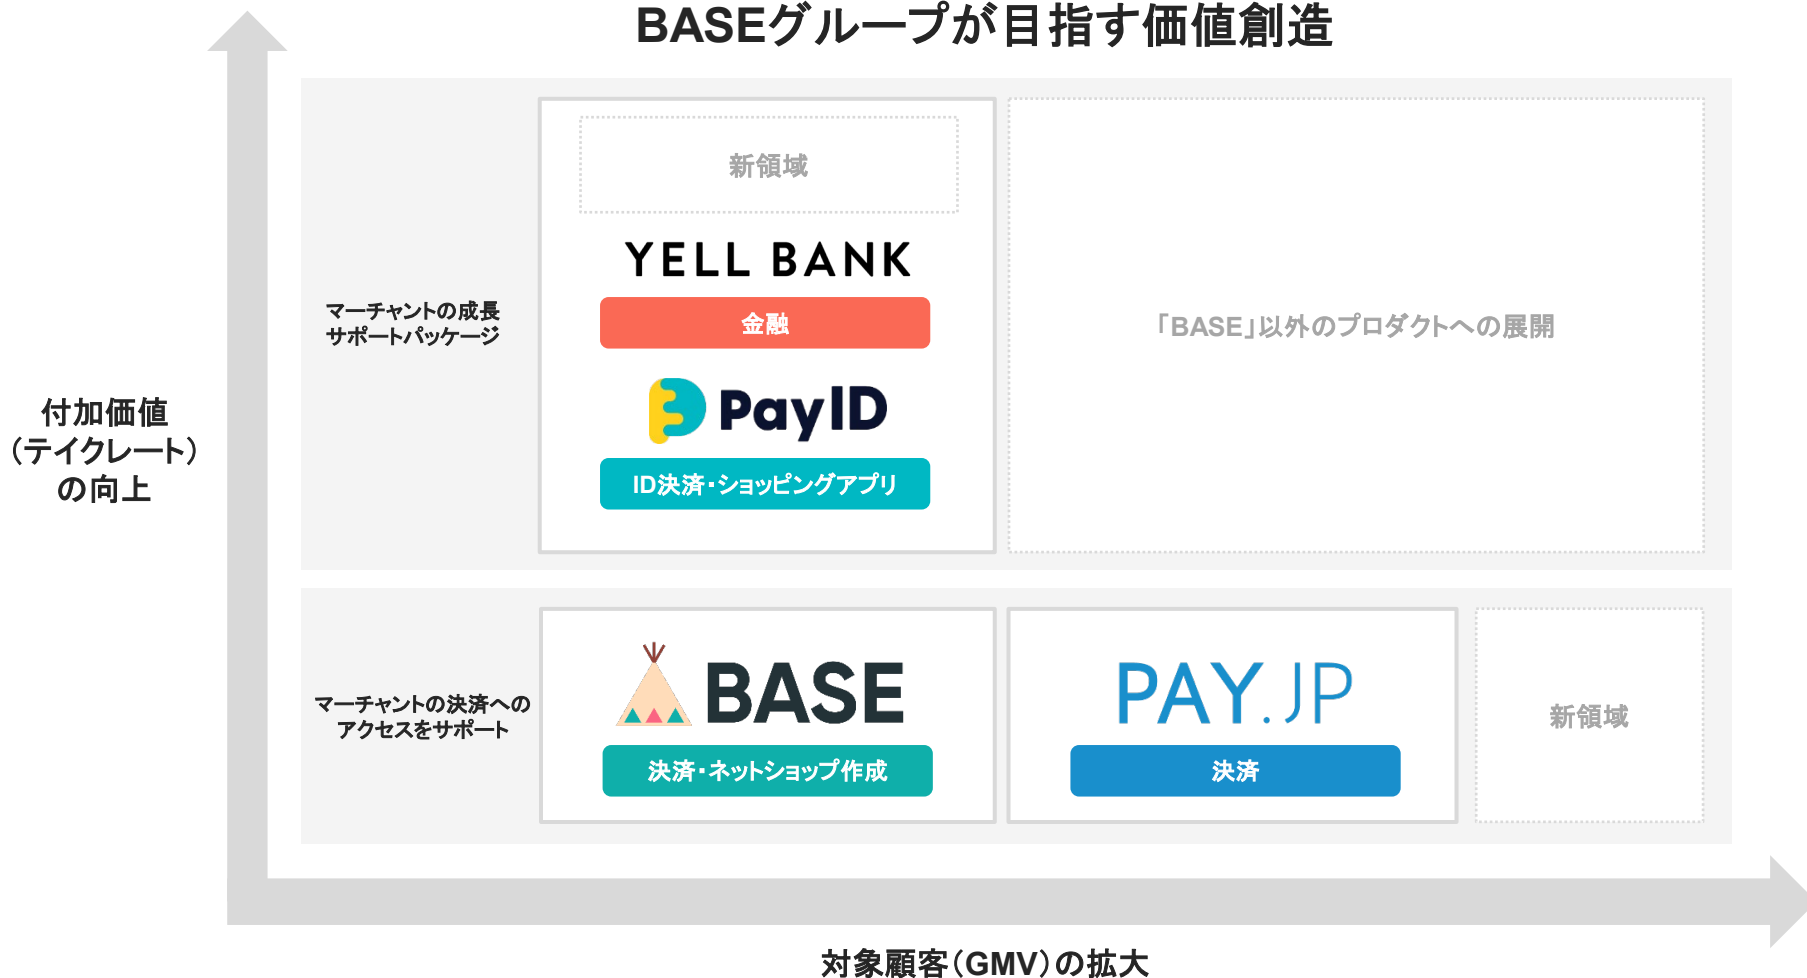 BASEグループが目指す価値創造
付加価値
（テイクレート）
の向上
マーチャントの成長
サポートパッケージ
新領域
YELL BANK
金融
PayID
ID決済・ショッピングアプリ
「BASE」以外のプロダクトへの展開
マーチャントの決済への
アクセスをサポート
BASE
決済・ネットショップ作成
PAY.JP
決済
新領域
対象顧客（GMV）の拡大